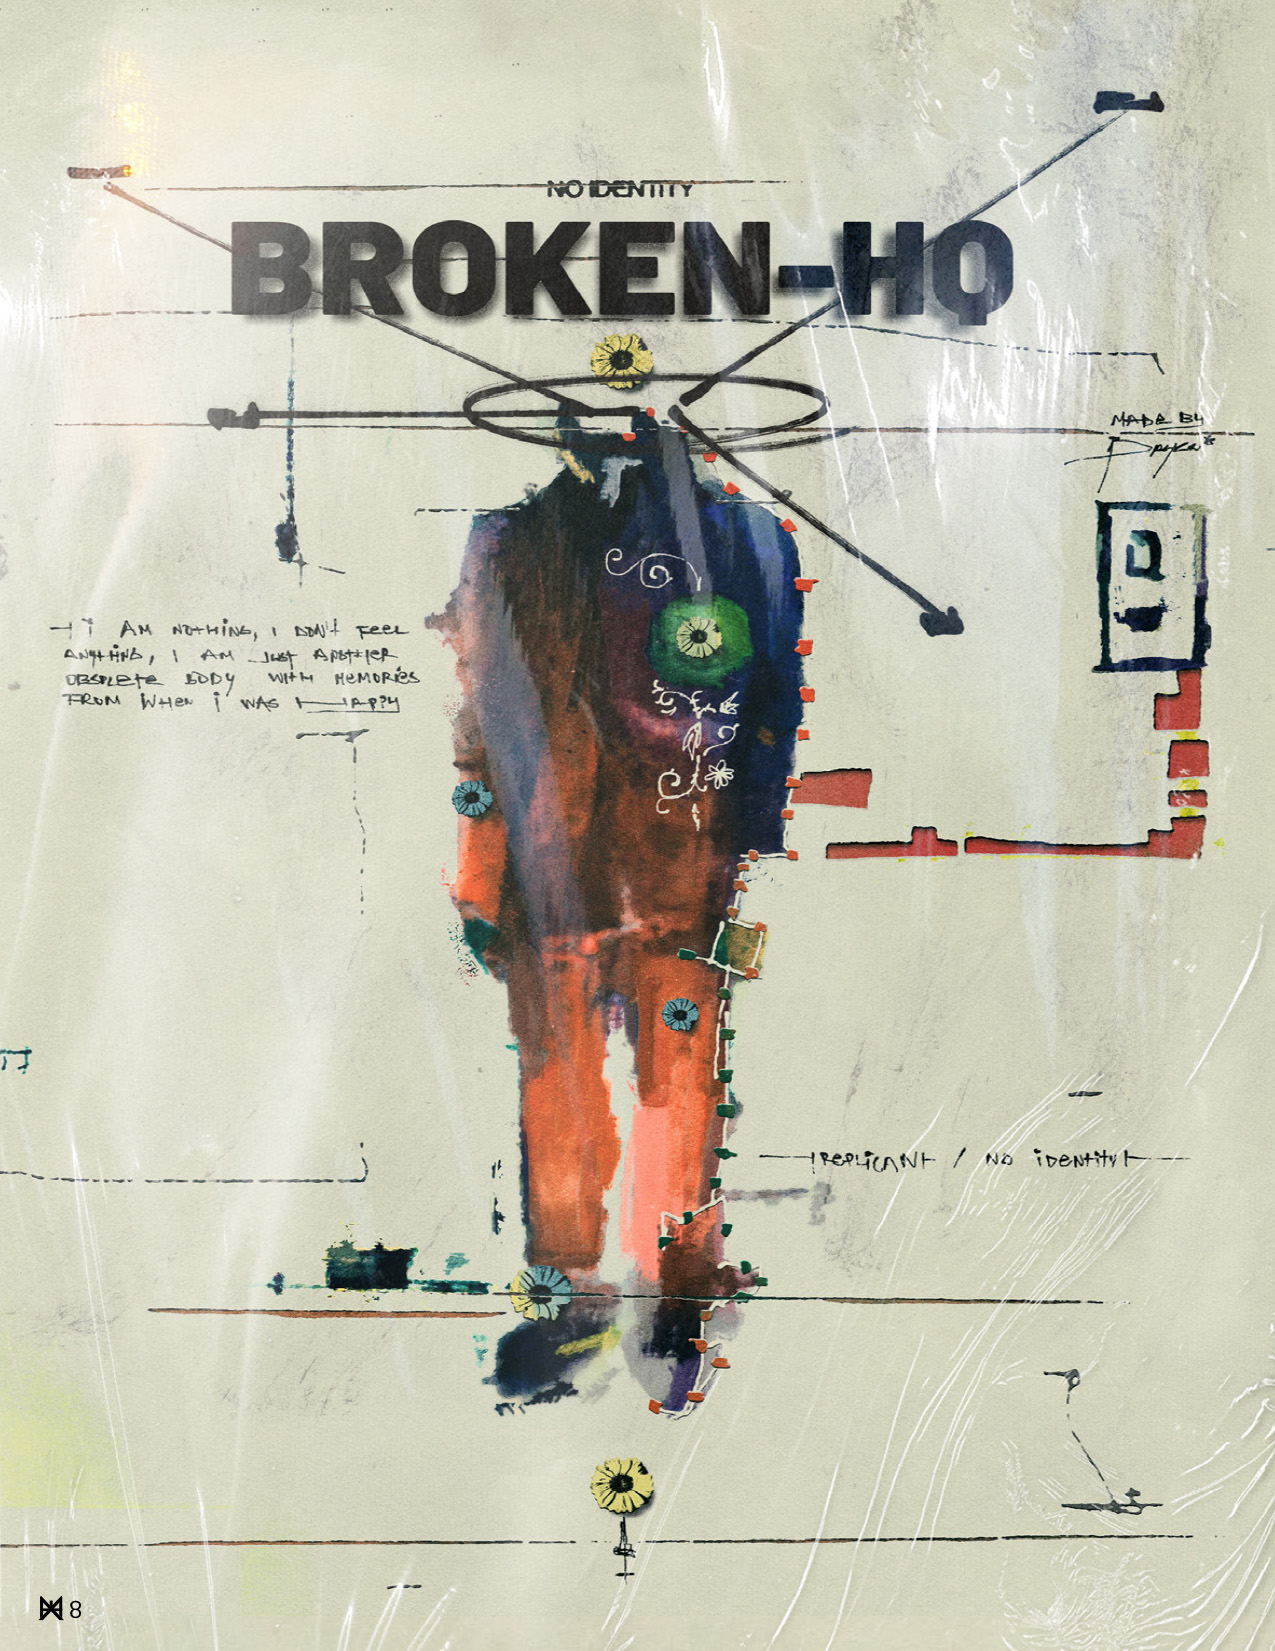 NO IDENTITY
BROKEN-HQ
MADE BY
Dryka*
I AM NOTHING, I DON't FEEL
ANYTHING, I AM JUST ANOTHER
OBSOLETE BODY WITH MEMORIES
FROM WHEN i WAS HAPPY
REPLICANT / NO iDENTITY
8